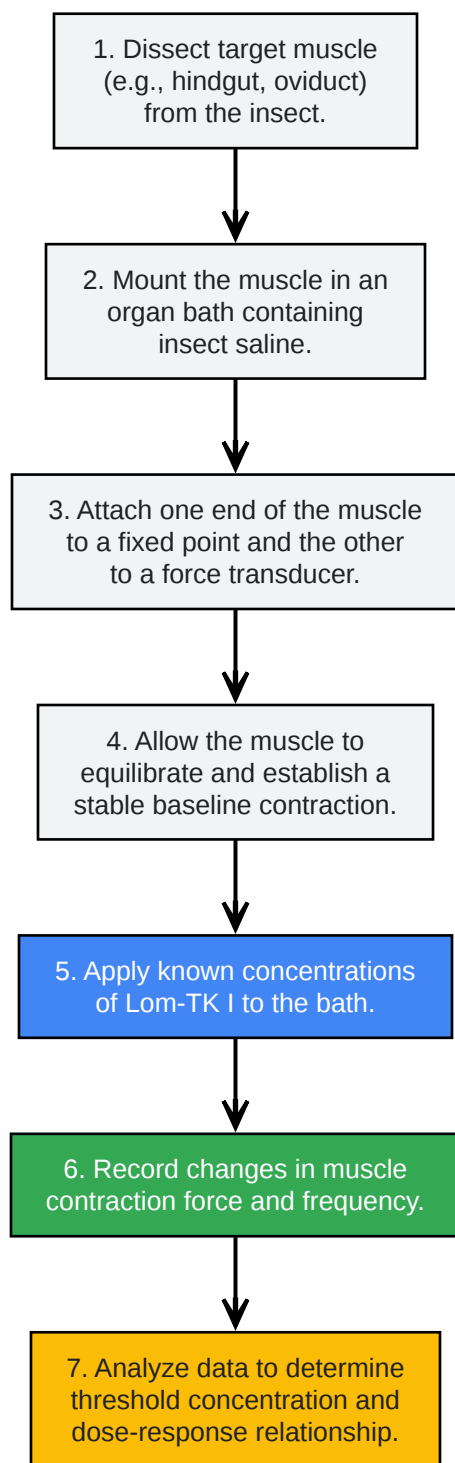 1. Dissect target muscle
(e.g., hindgut, oviduct)
from the insect.
2. Mount the muscle in an
organ bath containing
insect saline.
3. Attach one end of the muscle
to a fixed point and the other
to a force transducer.
4. Allow the muscle to
equilibrate and establish a
stable baseline contraction.
5. Apply known concentrations
of Lom-TK I to the bath.
6. Record changes in muscle
contraction force and frequency.
7. Analyze data to determine
threshold concentration and
dose-response relationship.